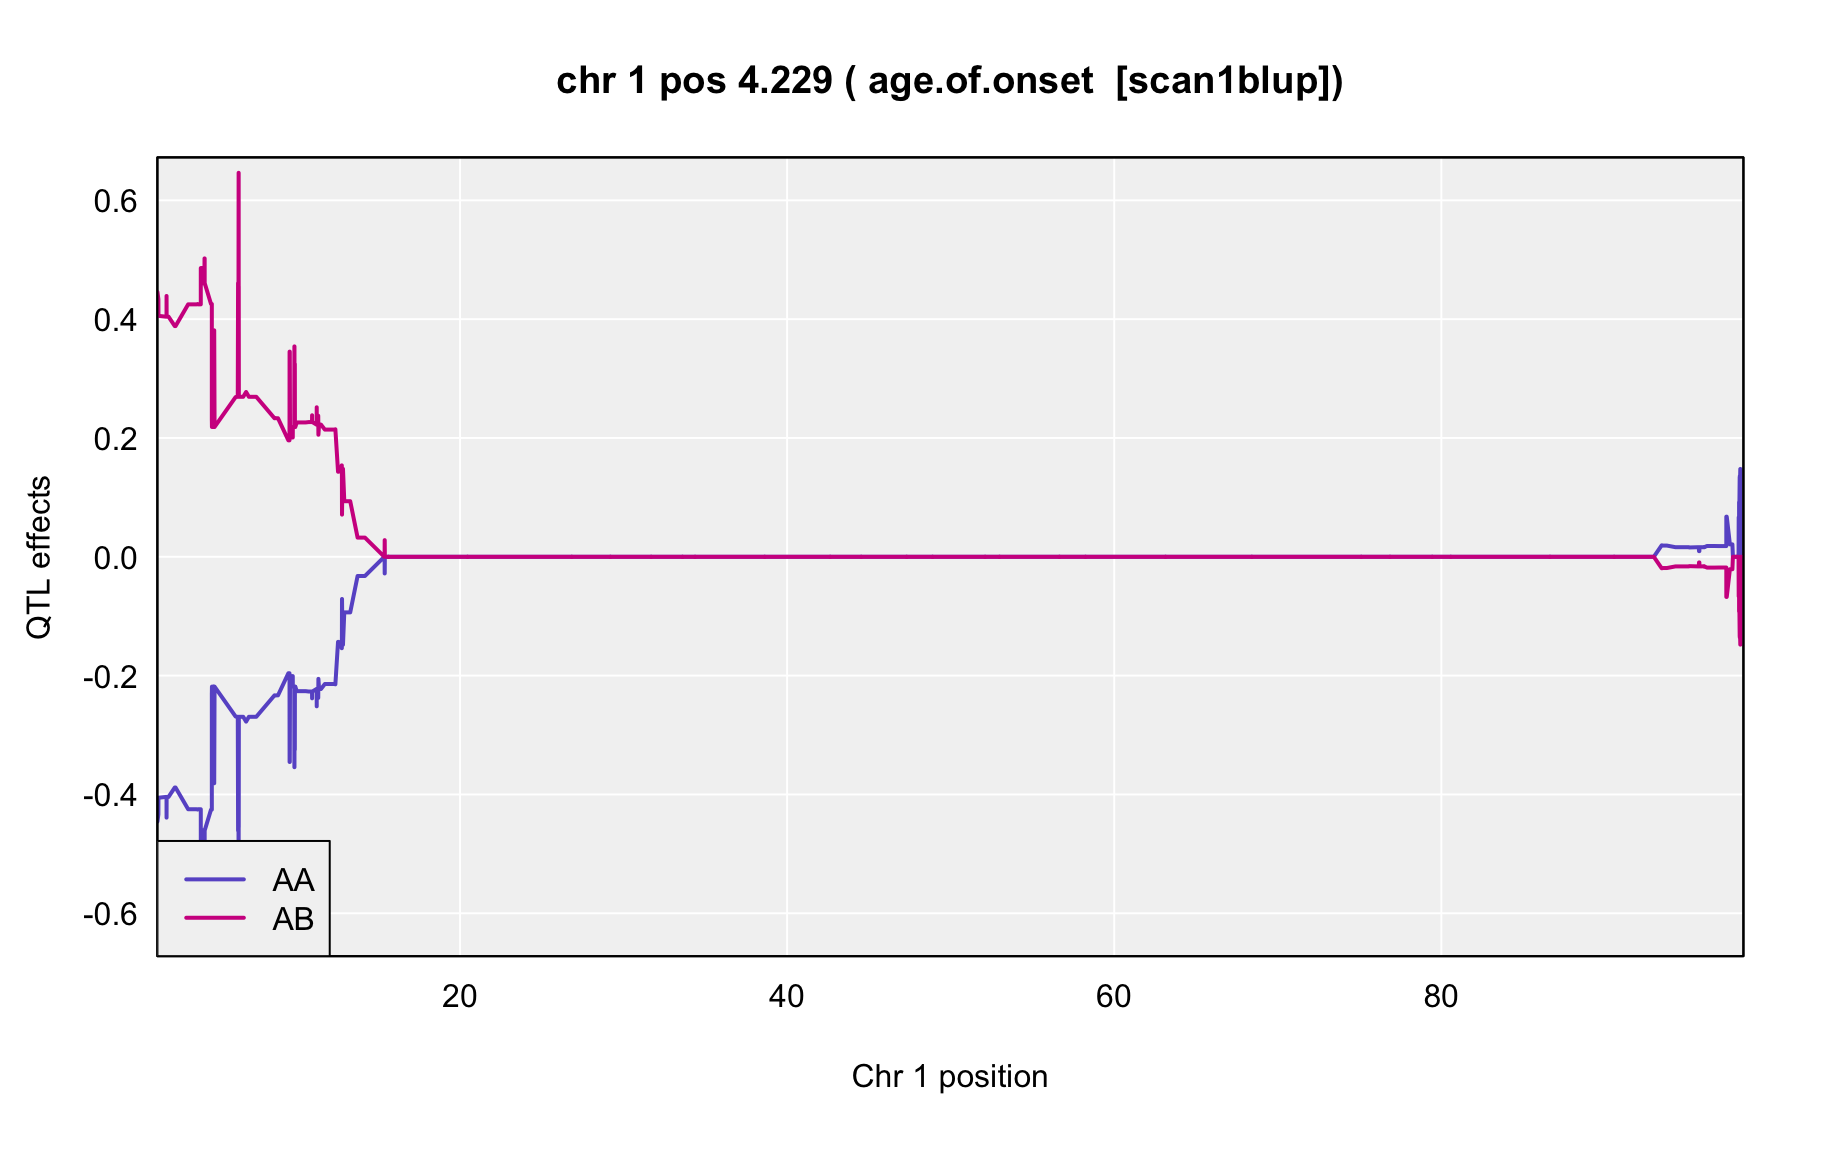 chr 1 pos 4.229 ( age.of.onset  [scan1blup])
QTL effects
0.6
0.4
0.2
0.0
-0.2
-0.4
-0.6
AA
AB
20 40 60 80
Chr 1 position